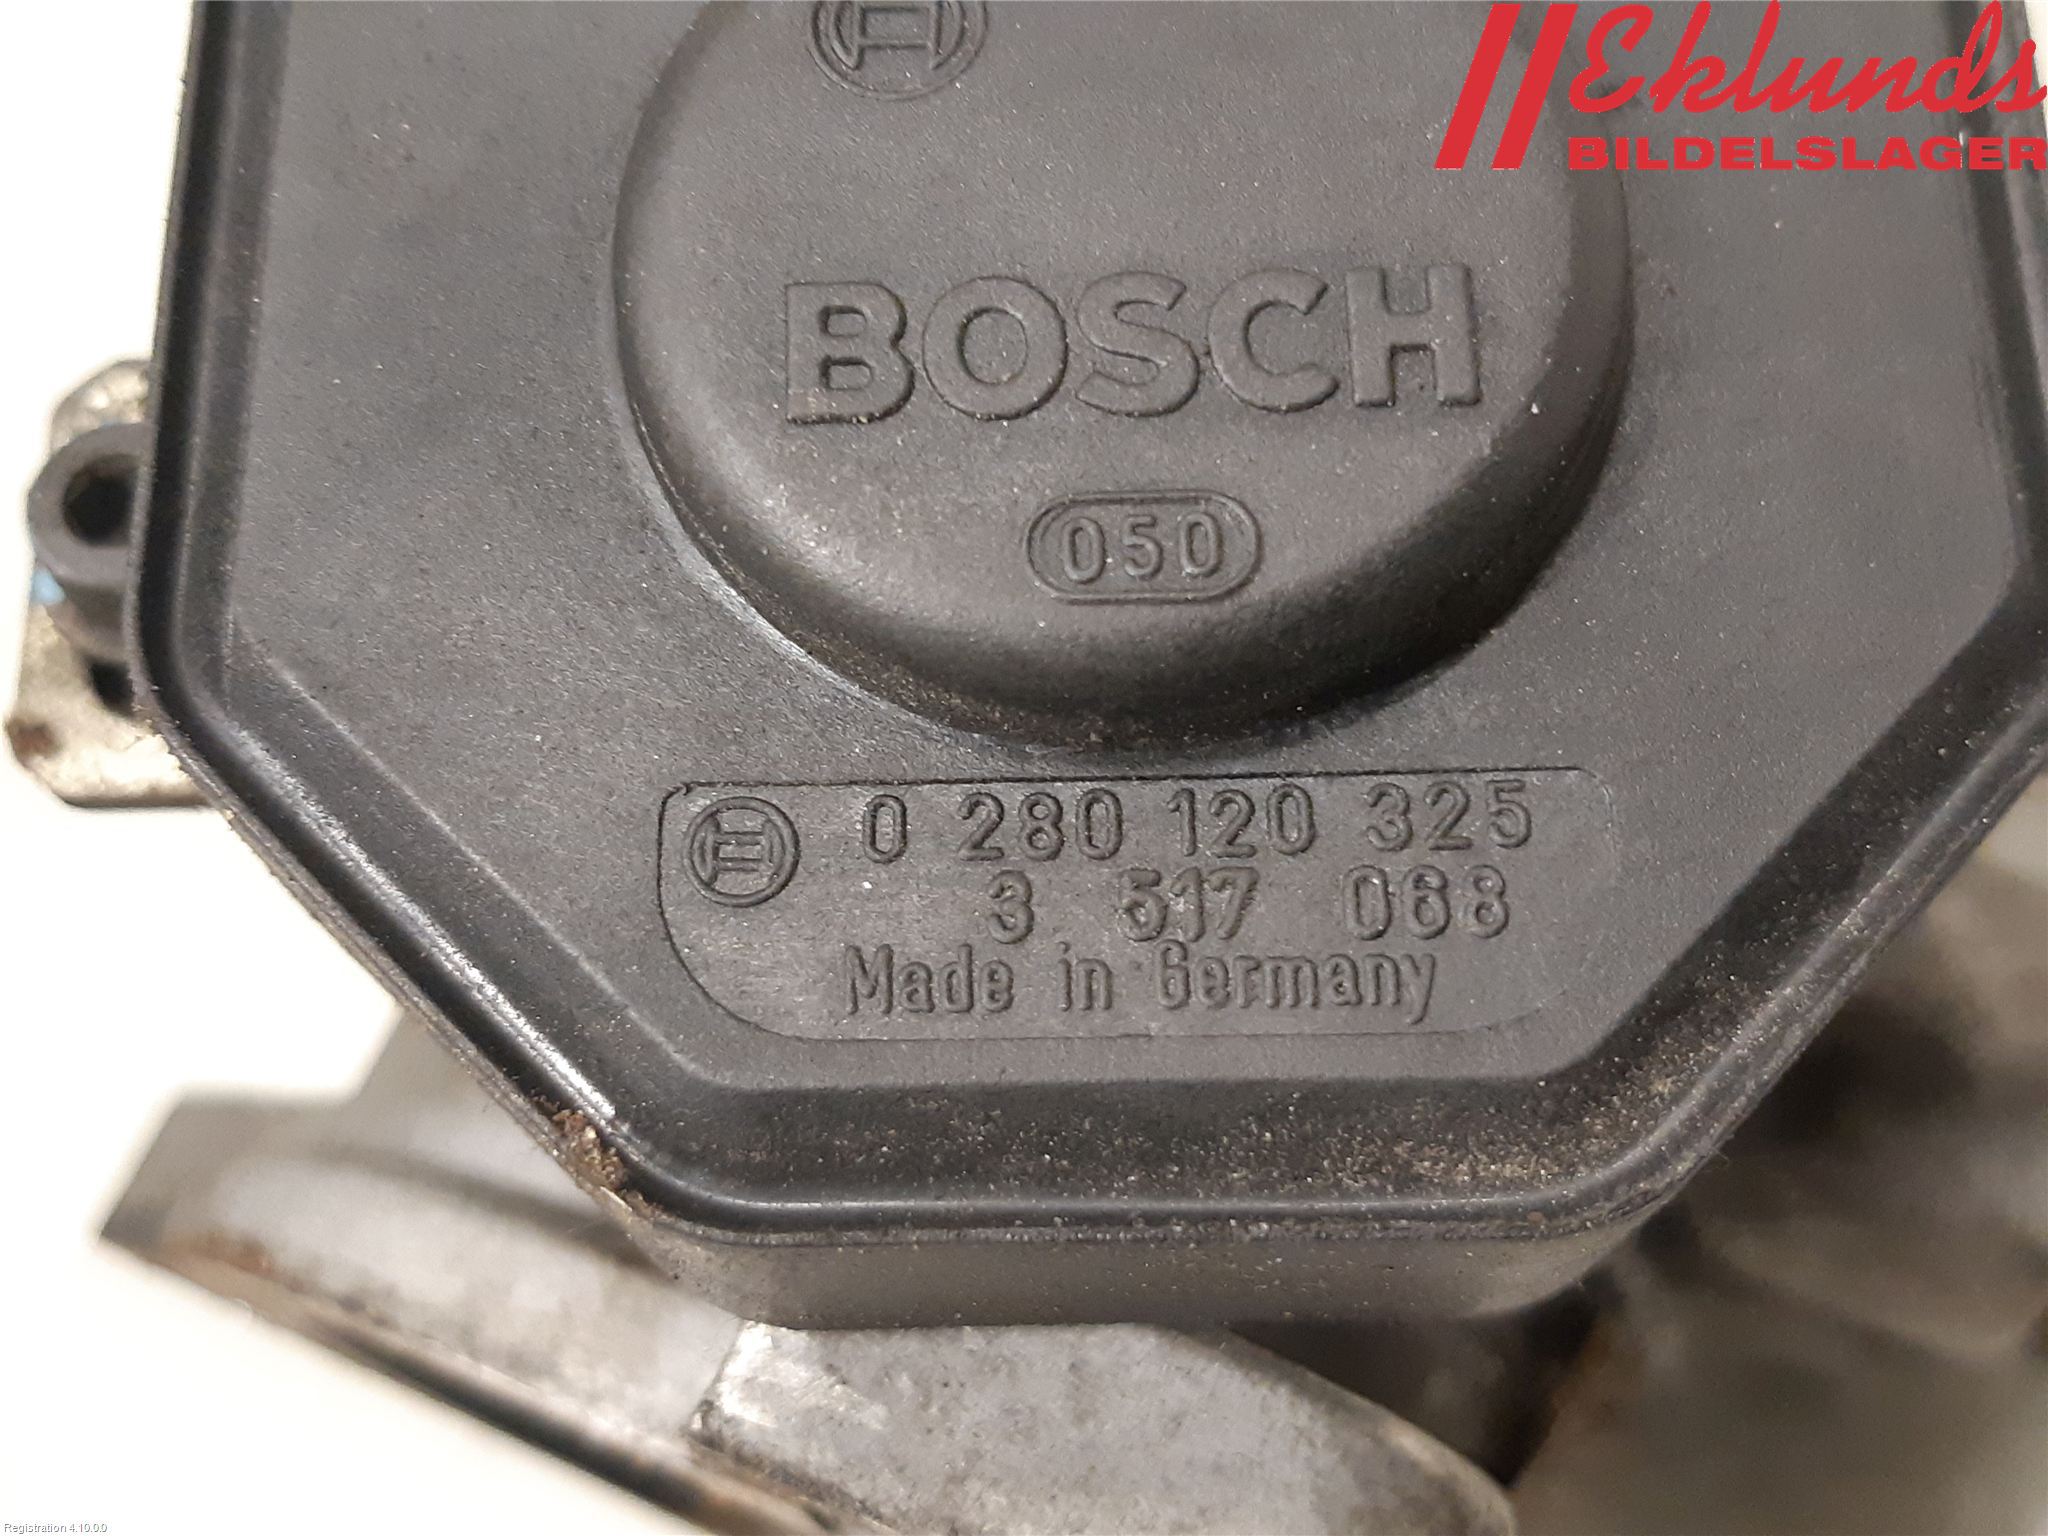 Eklunds
BILDELSLAGER
BOSCH
050
0 280 120 325
3 517 068
Made in Germany
Registration 4.10.0.0